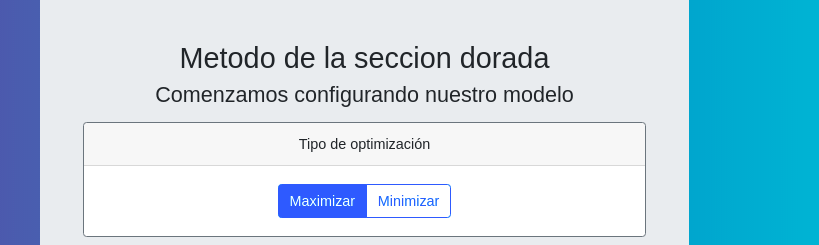 Metodo de la seccion dorada
Comenzamos configurando nuestro modelo
Tipo de optimización
Maximizar Minimizar